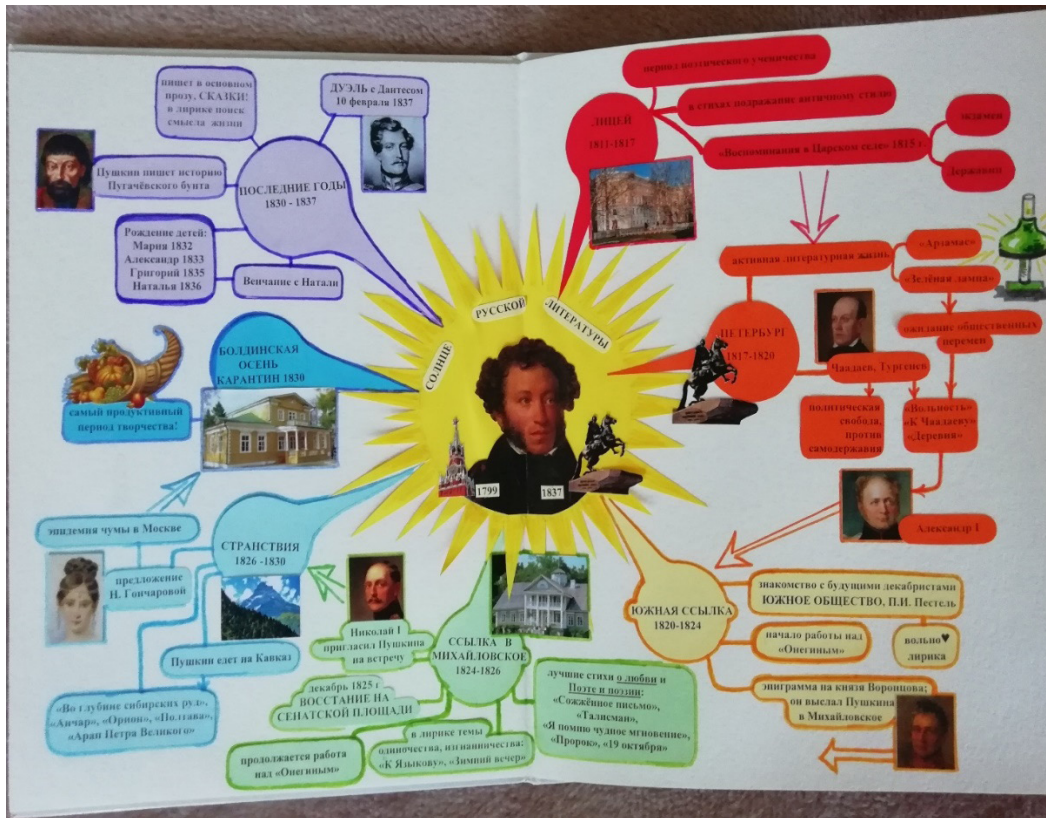 СОЛНЦЕ
РУССКОЙ
ЛИТЕРАТУРЫ
1799
1837
ЛИЦЕЙ
1811-1817
период поэтического ученичества
в стихах подражание античному стилю
«Воспоминания в Царском селе» 1815 г.
экзамен
Державин
ПЕТЕРБУРГ
1817-1820
активная литературная жизнь
«Арзамас»
«Зелёная лампа»
ожидание общественных
перемен
Чаадаев, Тургенев
политическая
свобода,
против
самодержавия
«Вольность»
«К Чаадаеву»
«Деревня»
Александр I
ЮЖНАЯ ССЫЛКА
1820-1824
знакомство с будущими декабристами
ЮЖНОЕ ОБЩЕСТВО, П.И. Пестель
начало работы над
«Онегиным»
вольно♥
лирика
эпиграмма на князя Воронцова;
он выслал Пушкина
в Михайловское
ССЫЛКА В
МИХАЙЛОВСКОЕ
1824-1826
Николай I
пригласил Пушкина
на встречу
декабрь 1825 г
ВОССТАНИЕ НА
СЕНАТСКОЙ ПЛОЩАДИ
продолжается работа
над «Онегиным»
в лирике темы
одиночества, изгнанничества:
«К Языкову», «Зимний вечер»
лучшие стихи о любви и
Поэте и поэзии:
«Сожжённое письмо»,
«Талисман»,
«Я помню чудное мгновение»,
«Пророк», «19 октября»
СТРАНСТВИЯ
1826 -1830
эпидемия чумы в Москве
предложение
Н. Гончаровой
Пушкин едет на Кавказ
«Во глубине сибирских руд»,
«Анчар», «Орион», «Полтава»,
«Арап Петра Великого»
БОЛДИНСКАЯ
ОСЕНЬ
КАРАНТИН 1830
самый продуктивный
период творчества!
ПОСЛЕДНИЕ ГОДЫ
1830 - 1837
пишет в основном
прозу, СКАЗКИ!
в лирике поиск
смысла жизни
ДУЭЛЬ с Дантесом
10 февраля 1837
Пушкин пишет историю
Пугачёвского бунта
Рождение детей:
Мария 1832
Александр 1833
Григорий 1835
Наталья 1836
Венчание с Натали